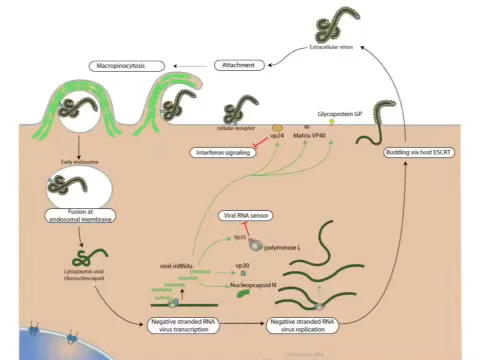 Extracellular virion
Macropinocytosis
Attachment
Glycoprotein GP
cellular receptor
vp24
Matrix VP40
Interferon signaling
Budding via host ESCRT
Early endosome
Fusion at
endosomal membrane
Viral RNA sensor
Vp35
polymerase L
viral mRNAs
vp30
Cytoplasmic viral
ribonucleocapsid
Nucleopcapsid N
Negative stranded RNA
virus transcription
Negative stranded RNA
virus replication